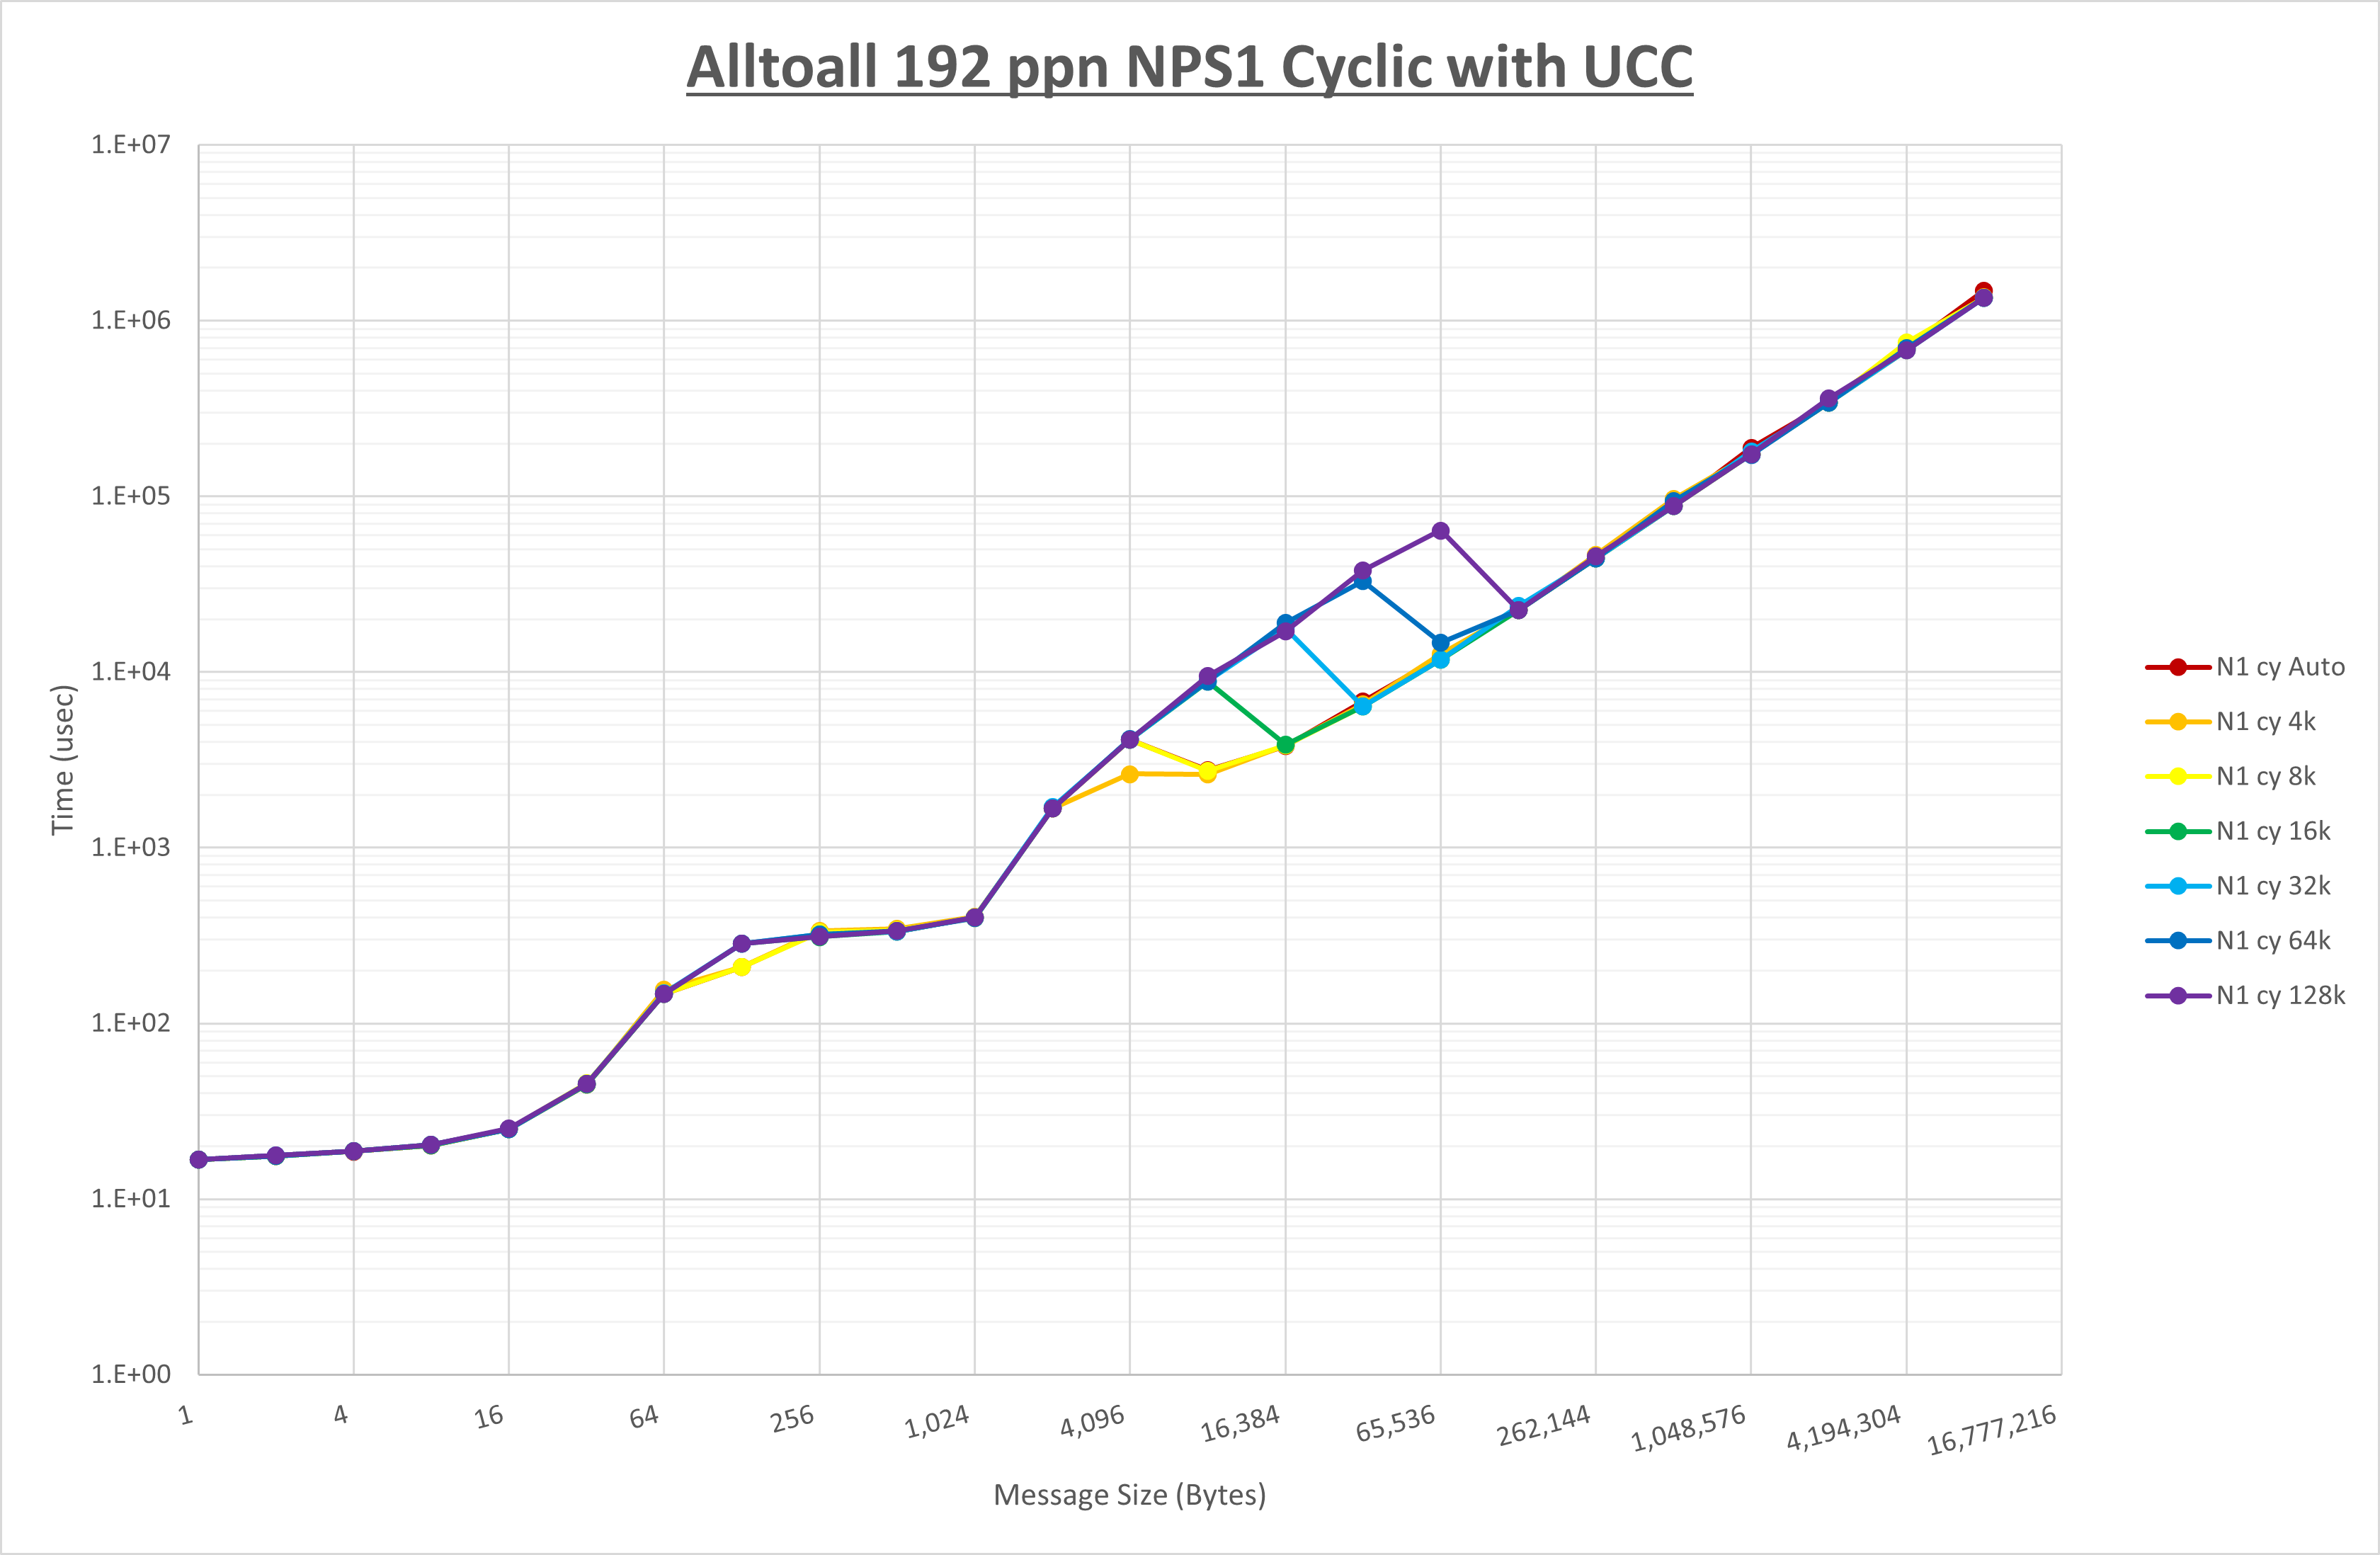 Alltoall 192 ppn NPS1 Cyclic with UCC
1.E+07
1.E+06
1.E+05
1.E+04
1.E+03
1.E+02
1.E+01
1.E+00
Time (usec)
1
4
16
64
256
1,024
4,096
16,384
65,536
262,144
1,048,576
4,194,304
16,777,216
Message Size (Bytes)
N1 cy Auto
N1 cy 4k
N1 cy 8k
N1 cy 16k
N1 cy 32k
N1 cy 64k
N1 cy 128k